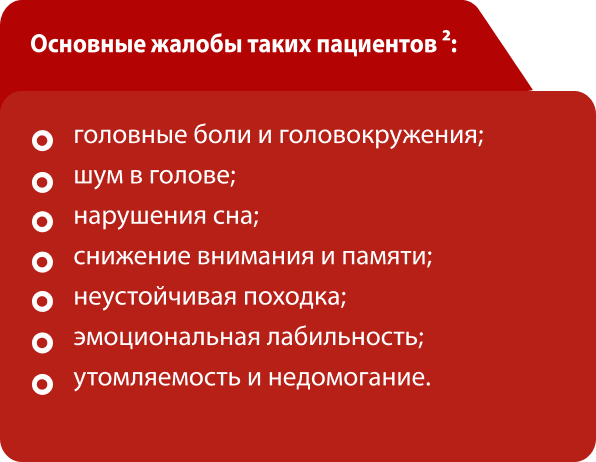 Основные жалобы таких пациентов ²:
головные боли и головокружения;
шум в голове;
нарушения сна;
снижение внимания и памяти;
неустойчивая походка;
эмоциональная лабильность;
утомляемость и недомогание.